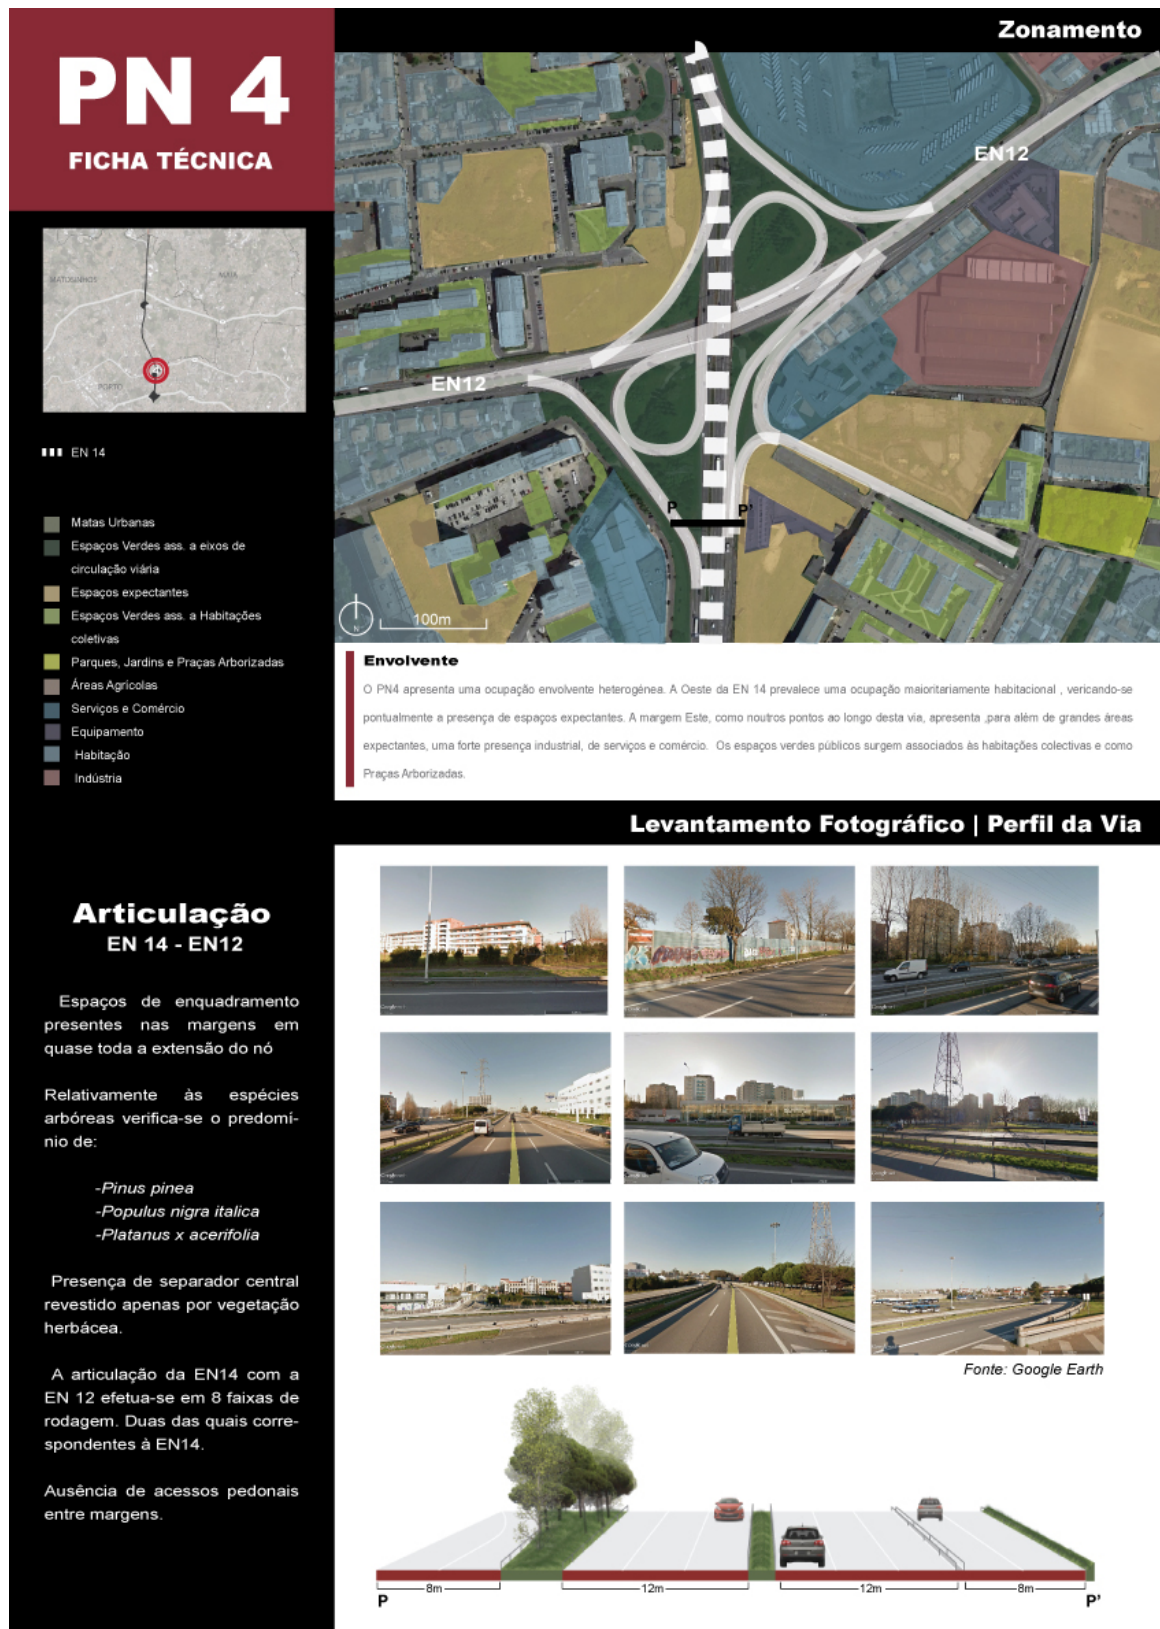 PN 4
FICHA TÉCNICA
MATOSINHOS
MAIA
PORTO
EN 14
Matas Urbanas
Espaços Verdes ass. a eixos de
circulação viária
Espaços expectantes
Espaços Verdes ass. a Habitações
coletivas
Parques, Jardins e Praças Arborizadas
Áreas Agrícolas
Serviços e Comércio
Equipamento
Habitação
Indústria
Zonamento
EN12
EN12
P
P'
N
100m
Envolvente
O PN4 apresenta uma ocupação envolvente heterogénea. A Oeste da EN 14 prevalece uma ocupação maioritariamente habitacional , vericando-se
pontualmente a presença de espaços expectantes. A margem Este, como noutros pontos ao longo desta via, apresenta ,para além de grandes áreas
expectantes, uma forte presença industrial, de serviços e comércio. Os espaços verdes públicos surgem associados às habitações colectivas e como
Praças Arborizadas.
Levantamento Fotográfico | Perfil da Via
Articulação
EN 14 - EN12
Espaços de enquadramento
presentes nas margens em
quase toda a extensão do nó
Relativamente às espécies
arbóreas verifica-se o predomí-
nio de:
-Pinus pinea
-Populus nigra italica
-Platanus x acerifolia
Presença de separador central
revestido apenas por vegetação
herbácea.
A articulação da EN14 com a
EN 12 efetua-se em 8 faixas de
rodagem. Duas das quais corre-
spondentes à EN14.
Ausência de acessos pedonais
entre margens.
Fonte: Google Earth
8m
12m
12m
8m
P
P'